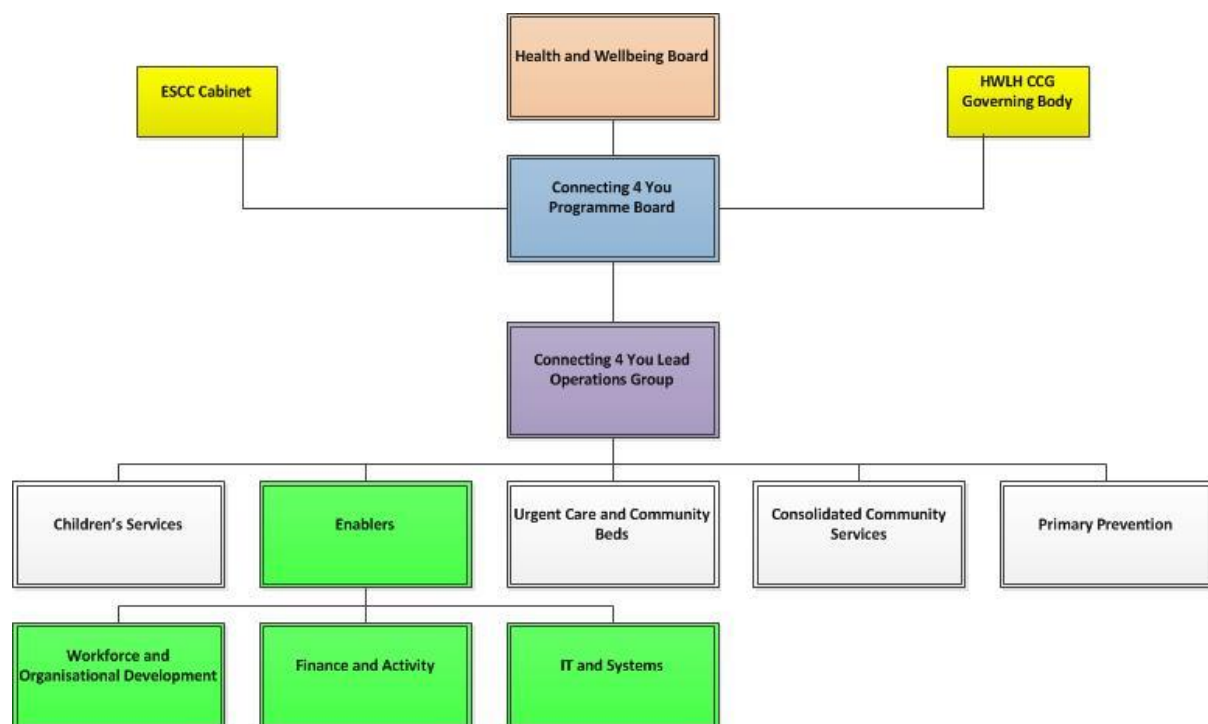 Health and Wellbeing Board
ESCC Cabinet
HWLH CCG
Governing Body
Connecting 4 You
Programme Board
Connecting 4 You Lead
Operations Group
Children's Services
Enablers
Urgent Care and Community
Beds
Consolidated Community
Services
Primary Prevention
Workforce and
Organisational Development
Finance and Activity
IT and Systems